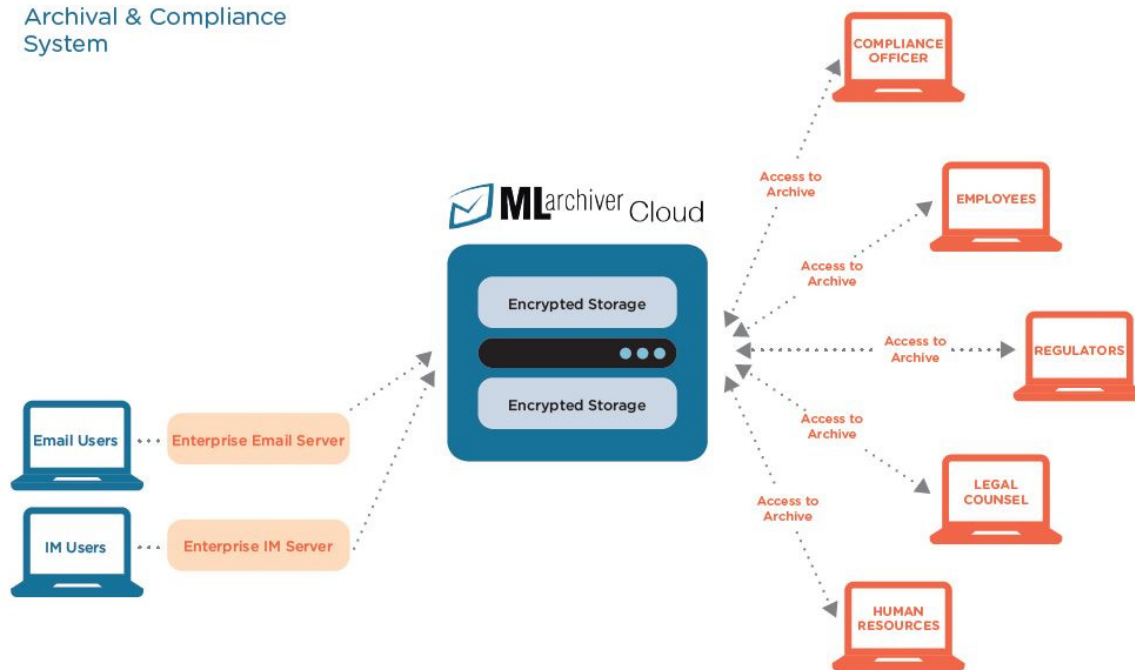 Archival & Compliance
System
COMPLIANCE
OFFICER
Access to
Archive
EMPLOYEES
Access to
Archive
MLarchiver Cloud
Encrypted Storage
Encrypted Storage
Access to
Archive
REGULATORS
Email Users
Enterprise Email Server
Access to
Archive
LEGAL
COUNSEL
IM Users
Enterprise IM Server
Access to
Archive
HUMAN
RESOURCES